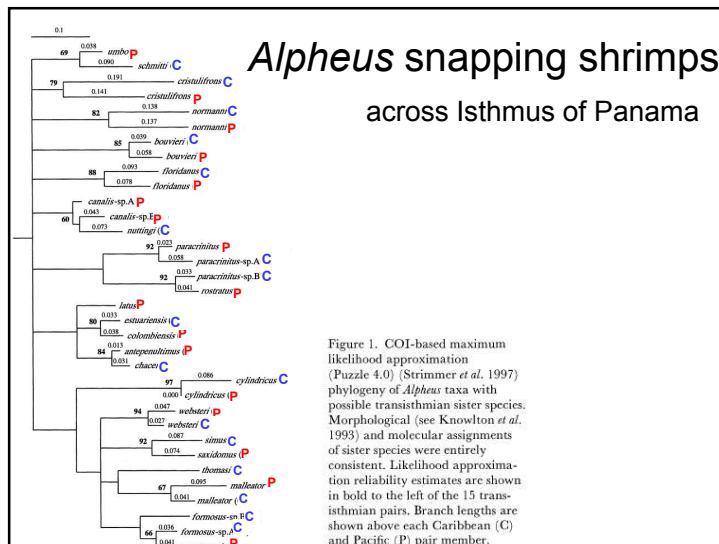 0.1
Alpheus snapping shrimps
across Isthmus of Panama
69 0.038 umbo P
0.090 schmitti C
79 0.191 cristulifrons C
0.141 cristulifrons P
82 0.138 normanni C
0.137 normanni P
85 0.039 bouvieri C
0.058 bouvieri P
88 0.093 floridanus C
0.078 floridanus P
canalis-sp.A P
60 0.043 canalis-sp.B P
0.073 nuttingi C
92 0.023 paracrinitus P
0.058 paracrinitus-sp.A C
92 0.033 paracrinitus-sp.B C
0.041 rostratus P
latus P
80 0.033 estuariensis C
0.038 colombiensis P
84 0.013 antepenultimus P
0.031 chacei C
97 0.086 cylindricus C
0.000 cylindricus (P
94 0.047 websteri P
0.027 websteri C
92 0.087 simus C
0.074 saxidomus P
thomasi C
67 0.095 malleator P
0.041 malleator (C
formosus-sp.B C
66 0.036 formosus-sp.A C
0.041 P
Figure 1. COI-based maximum
likelihood approximation
(Puzzle 4.0) (Strimmer et al. 1997)
phylogeny of Alpheus taxa with
possible transisthmian sister species.
Morphological (see Knowlton et al.
1993) and molecular assignments
of sister species were entirely
consistent. Likelihood approxima-
tion reliability estimates are shown
in bold to the left of the 15 trans-
isthmian pairs. Branch lengths are
shown above each Caribbean (C)
and Pacific (P) pair member.